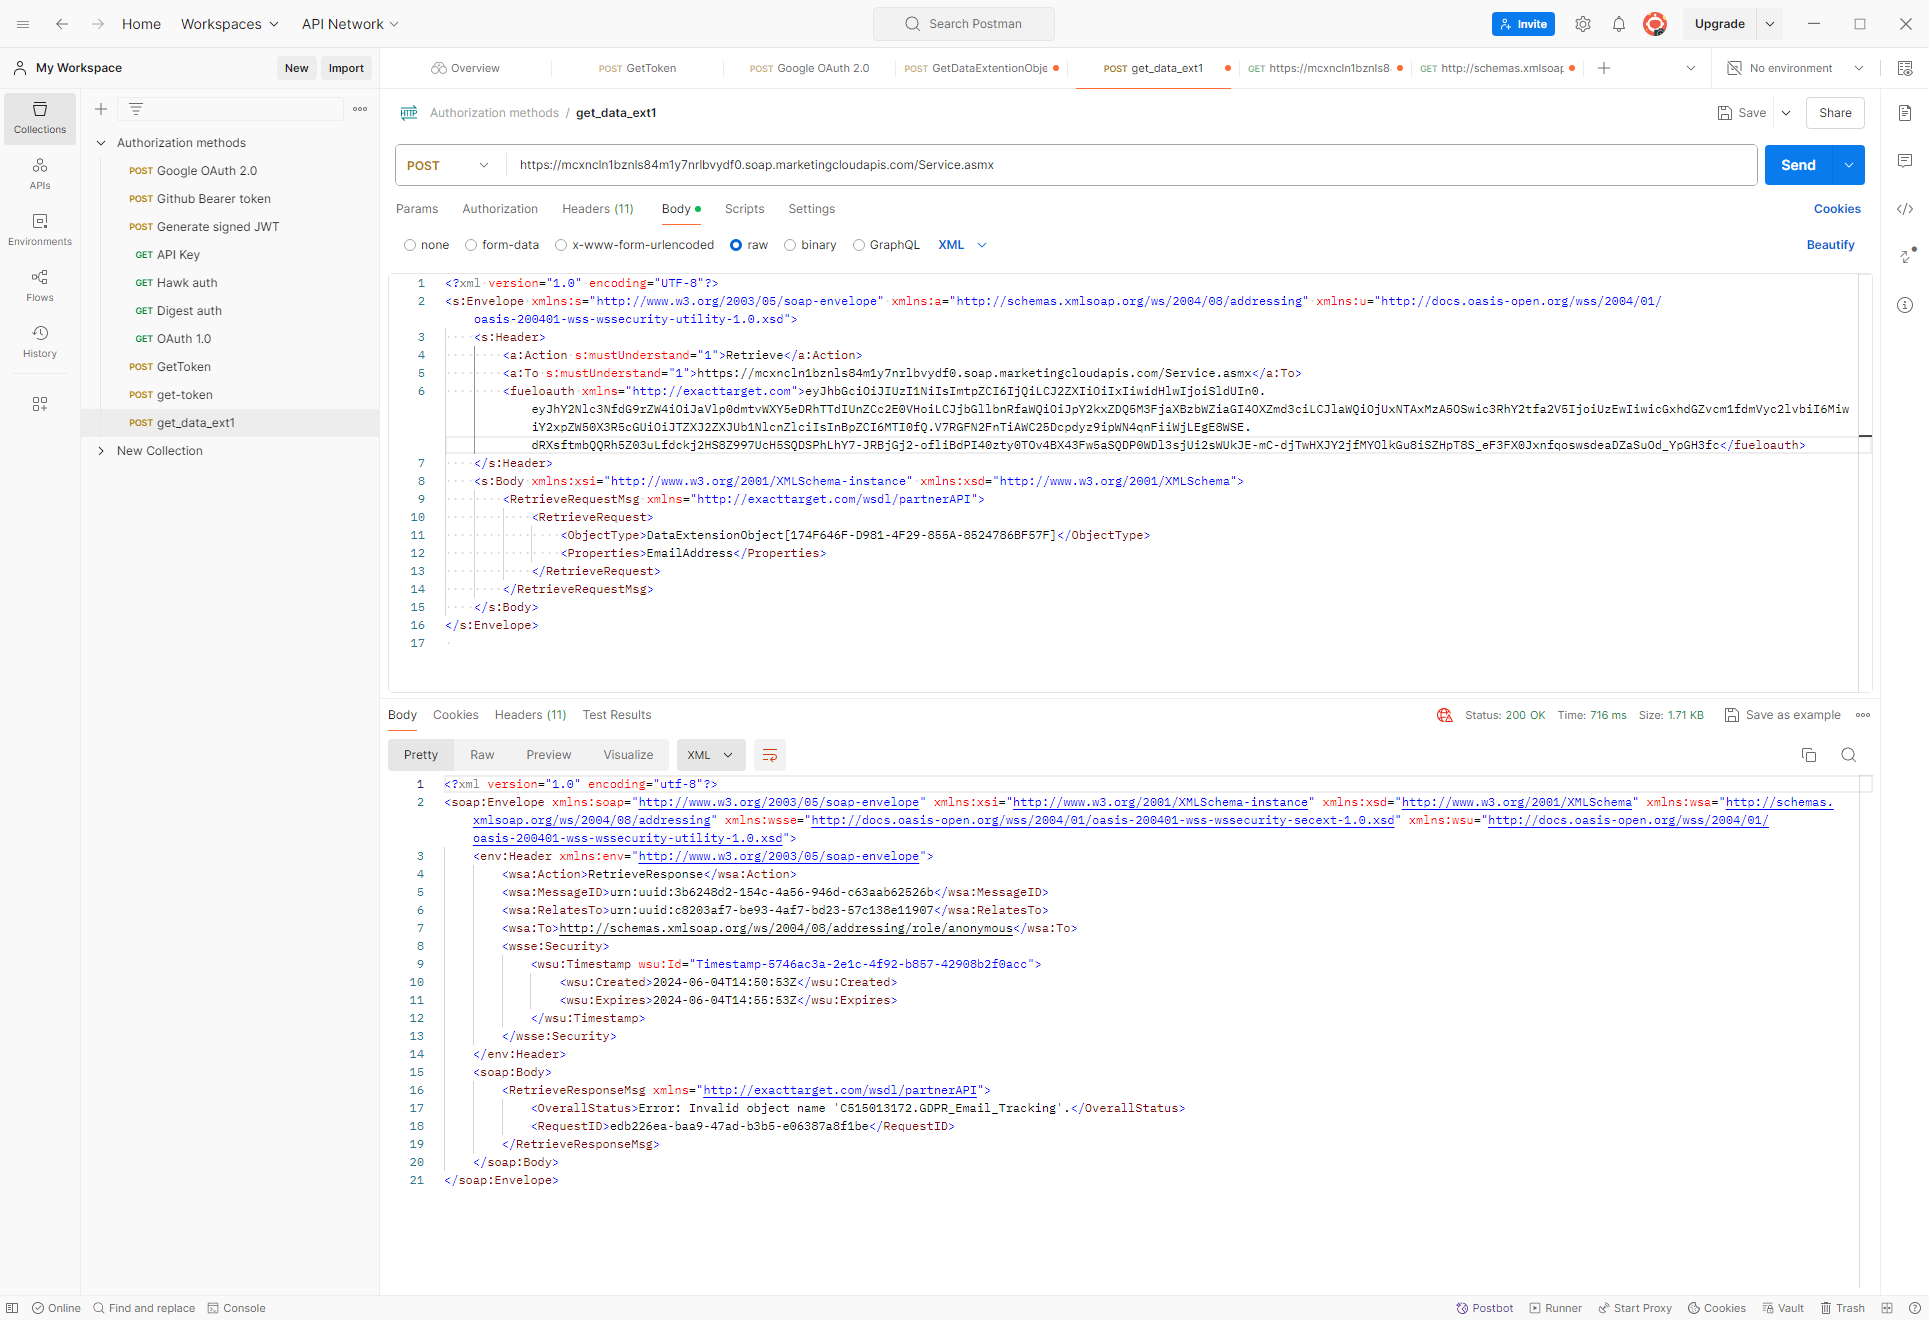 Home Workspaces API Network Search Postman Invite Upgrade
My Workspace New Import Overview POST GetToken POST Google OAuth 2.0 POST GetDataExtentionObje POST get_data_ext1 GET https://mcxncln1bznls8 GET http://schemas.xmlsoap No environment
Collections
APIs
Environments
Flows
History
Authorization methods
POST Google OAuth 2.0
POST Github Bearer token
POST Generate signed JWT
GET API Key
GET Hawk auth
GET Digest auth
GET OAuth 1.0
POST GetToken
POST get-token
POST get_data_ext1
New Collection
HTTP Authorization methods / get_data_ext1 Save Share
POST https://mcxncln1bznls84m1y7nrlbvydf0.soap.marketingcloudapis.com/Service.asmx Send
Params Authorization Headers (11) Body Scripts Settings Cookies
none form-data x-www-form-urlencoded raw binary GraphQL XML Beautify
1 <?xml version="1.0" encoding="UTF-8"?>
2 <s:Envelope xmlns:s="http://www.w3.org/2003/05/soap-envelope" xmlns:a="http://schemas.xmlsoap.org/ws/2004/08/addressing" xmlns:u="http://docs.oasis-open.org/wss/2004/01/
oasis-200401-wss-wssecurity-utility-1.0.xsd">
3 <s:Header>
4 <a:Action s:mustUnderstand="1">Retrieve</a:Action>
5 <a:To s:mustUnderstand="1">https://mcxncln1bznls84m1y7nrlbvydf0.soap.marketingcloudapis.com/Service.asmx</a:To>
6 <fueloauth xmlns="http://exacttarget.com">eyJhbGciOiJIUzI1NiIsImtpZCI6IjQiLCJ2ZXIiOiIxIiwidHlwIjoiSldUIn0.
</fueloauth>
7 </s:Header>
8 <s:Body xmlns:xsi="http://www.w3.org/2001/XMLSchema-instance" xmlns:xsd="http://www.w3.org/2001/XMLSchema">
9 <RetrieveRequestMsg xmlns="http://exacttarget.com/wsdl/partnerAPI">
10 <RetrieveRequest>
11 <ObjectType>DataExtensionObject[174F646F-D981-4F29-855A-8524786BF57F]</ObjectType>
12 <Properties>EmailAddress</Properties>
13 </RetrieveRequest>
14 </RetrieveRequestMsg>
15 </s:Body>
16 </s:Envelope>
17
Body Cookies Headers (11) Test Results Status: 200 OK Time: 716 ms Size: 1.71 KB Save as example
Pretty Raw Preview Visualize XML
1 <?xml version="1.0" encoding="utf-8"?>
2 <soap:Envelope xmlns:soap="http://www.w3.org/2003/05/soap-envelope" xmlns:xsi="http://www.w3.org/2001/XMLSchema-instance" xmlns:xsd="http://www.w3.org/2001/XMLSchema" xmlns:wsa="http://schemas.
xmlsoap.org/ws/2004/08/addressing" xmlns:wsse="http://docs.oasis-open.org/wss/2004/01/oasis-200401-wss-wssecurity-secext-1.0.xsd" xmlns:wsu="http://docs.oasis-open.org/wss/2004/01/
oasis-200401-wss-wssecurity-utility-1.0.xsd">
3 <env:Header xmlns:env="http://www.w3.org/2003/05/soap-envelope">
4 <wsa:Action>RetrieveResponse</wsa:Action>
5 <wsa:MessageID>urn:uuid:3b6248d2-154c-4a56-946d-c63aab62526b</wsa:MessageID>
6 <wsa:RelatesTo>urn:uuid:c8203af7-be93-4af7-bd23-57c138e11907</wsa:RelatesTo>
7 <wsa:To>http://schemas.xmlsoap.org/ws/2004/08/addressing/role/anonymous</wsa:To>
8 <wsse:Security>
9 <wsu:Timestamp wsu:Id="Timestamp-5746ac3a-2e1c-4f92-b857-42908b2f0acc">
10 <wsu:Created>2024-06-04T14:50:53Z</wsu:Created>
11 <wsu:Expires>2024-06-04T14:55:53Z</wsu:Expires>
12 </wsu:Timestamp>
13 </wsse:Security>
14 </env:Header>
15 <soap:Body>
16 <RetrieveResponseMsg xmlns="http://exacttarget.com/wsdl/partnerAPI">
17 <OverallStatus>Error: Invalid object name 'C515013172.GDPR_Email_Tracking'.</OverallStatus>
18 <RequestID>edb226ea-baa9-47ad-b3b5-e06387a8f1be</RequestID>
19 </RetrieveResponseMsg>
20 </soap:Body>
21 </soap:Envelope>
Online Find and replace Console Postbot Runner Start Proxy Cookies Vault Trash